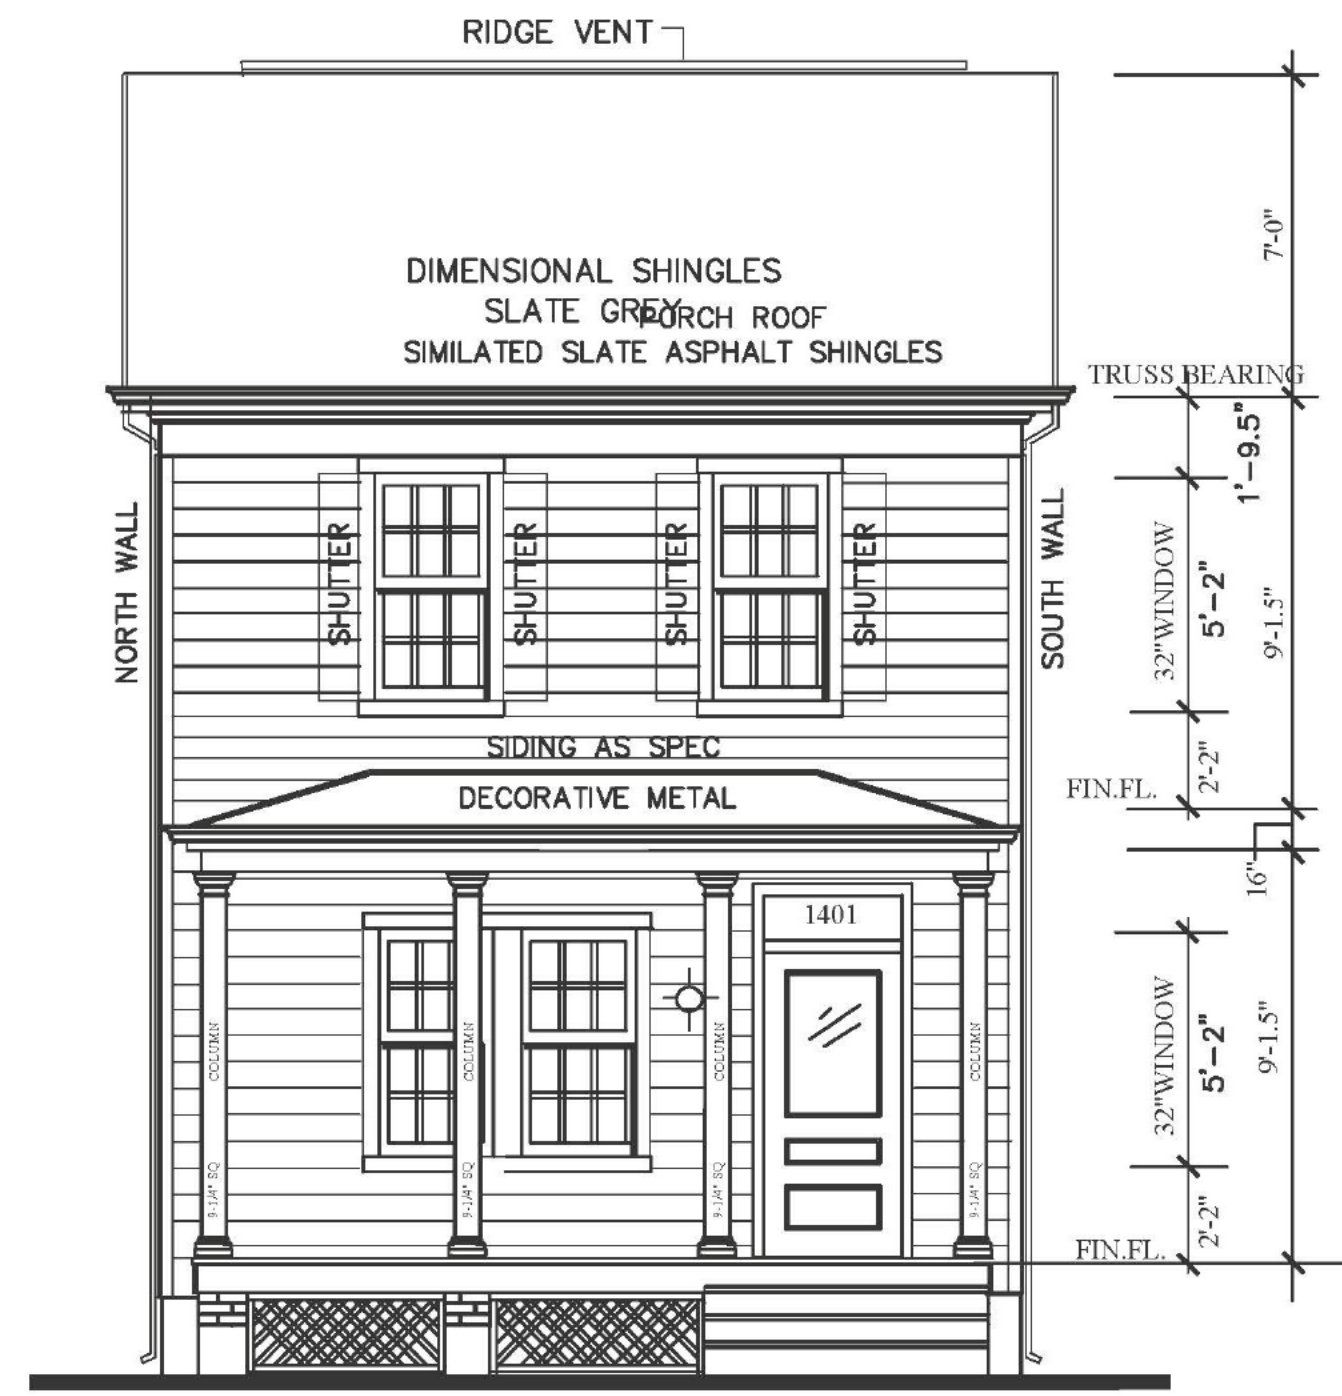 RIDGE VENT
7'-0"
DIMENSIONAL SHINGLES
SLATE GREY
PORCH ROOF
SIMILATED SLATE ASPHALT SHINGLES
TRUSS BEARING
1'-9.5"
NORTH WALL
SHUTTER
SHUTTER
SHUTTER
SHUTTER
SOUTH WALL
32"WINDOW
5'-2"
9'-1.5"
SIDING AS SPEC
2'-2"
FIN.FL.
DECORATIVE METAL
16"
1401
COLUMN
9-1/4" SQ
COLUMN
9-1/4" SQ
COLUMN
9-1/4" SQ
COLUMN
9-1/4" SQ
32"WINDOW
5'-2"
9'-1.5"
2'-2"
FIN.FL.